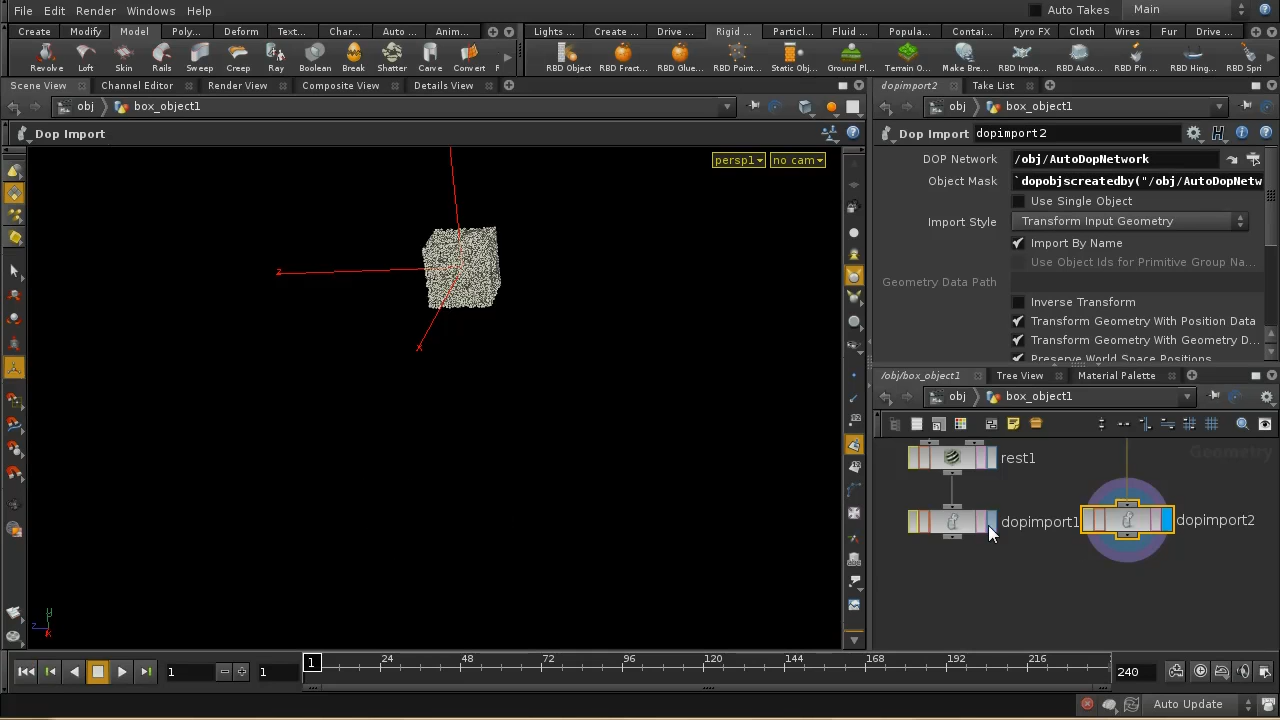 File Edit Render Windows Help Auto Takes Main
Create Modify Model Poly... Deform Text... Char... Auto Anim... Lights ... Create ... Drive ... Rigid ... Particl... Fluid ... Popula... Contai... Pyro FX Cloth Wires Fur Drive ...
Revolve Loft Skin Rails Sweep Creep Ray Boolean Break Shatter Carve Convert RBD Object RBD Fract... RBD Glue... RBD Point... Static Obj... Ground Pl... Terrain O... Make Bre... RBD Impa... RBD Auto... RBD Pin ... RBD Hing... RBD Spri
Scene View Channel Editor Render View Composite View Details View
obj box_object1
Dop Import
persp1 no cam
z
x
y
z x
dopimport2 Take List
obj box_object1
Dop Import dopimport2
DOP Network /obj/AutoDopNetwork
Object Mask `dopobjscreatedby("/obj/AutoDopNetw
Use Single Object
Import Style Transform Input Geometry
Import By Name
Use Object Ids for Primitive Group Na...
Geometry Data Path
Inverse Transform
Transform Geometry With Position Data
Transform Geometry With Geometry D...
Preserve World Space Positions
/obj/box_object1 Tree View Material Palette
obj box_object1
Geometry
rest1
dopimport1 dopimport2
1 1 1 24 48 72 96 120 144 168 192 216 240
Auto Update